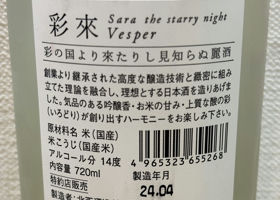 彩來 Sara the starry night
Vesper
彩の国より來たりし見知らぬ麗酒
創業より継承された高度な醸造技術と緻密に組み
立てた理論を融合し、理想とする日本酒を造りあげまし
た。気品のある吟醸香・お米の甘み・上質な酸の彩
(いろどり)が創り出すハーモニーをお楽しみ下さい。
原材料名 米(国産)
米こうじ(国産米)
アルコール分 14度
内容量 720ml
特約店販売
4 965323 655268
製造年月
24.04
製造者